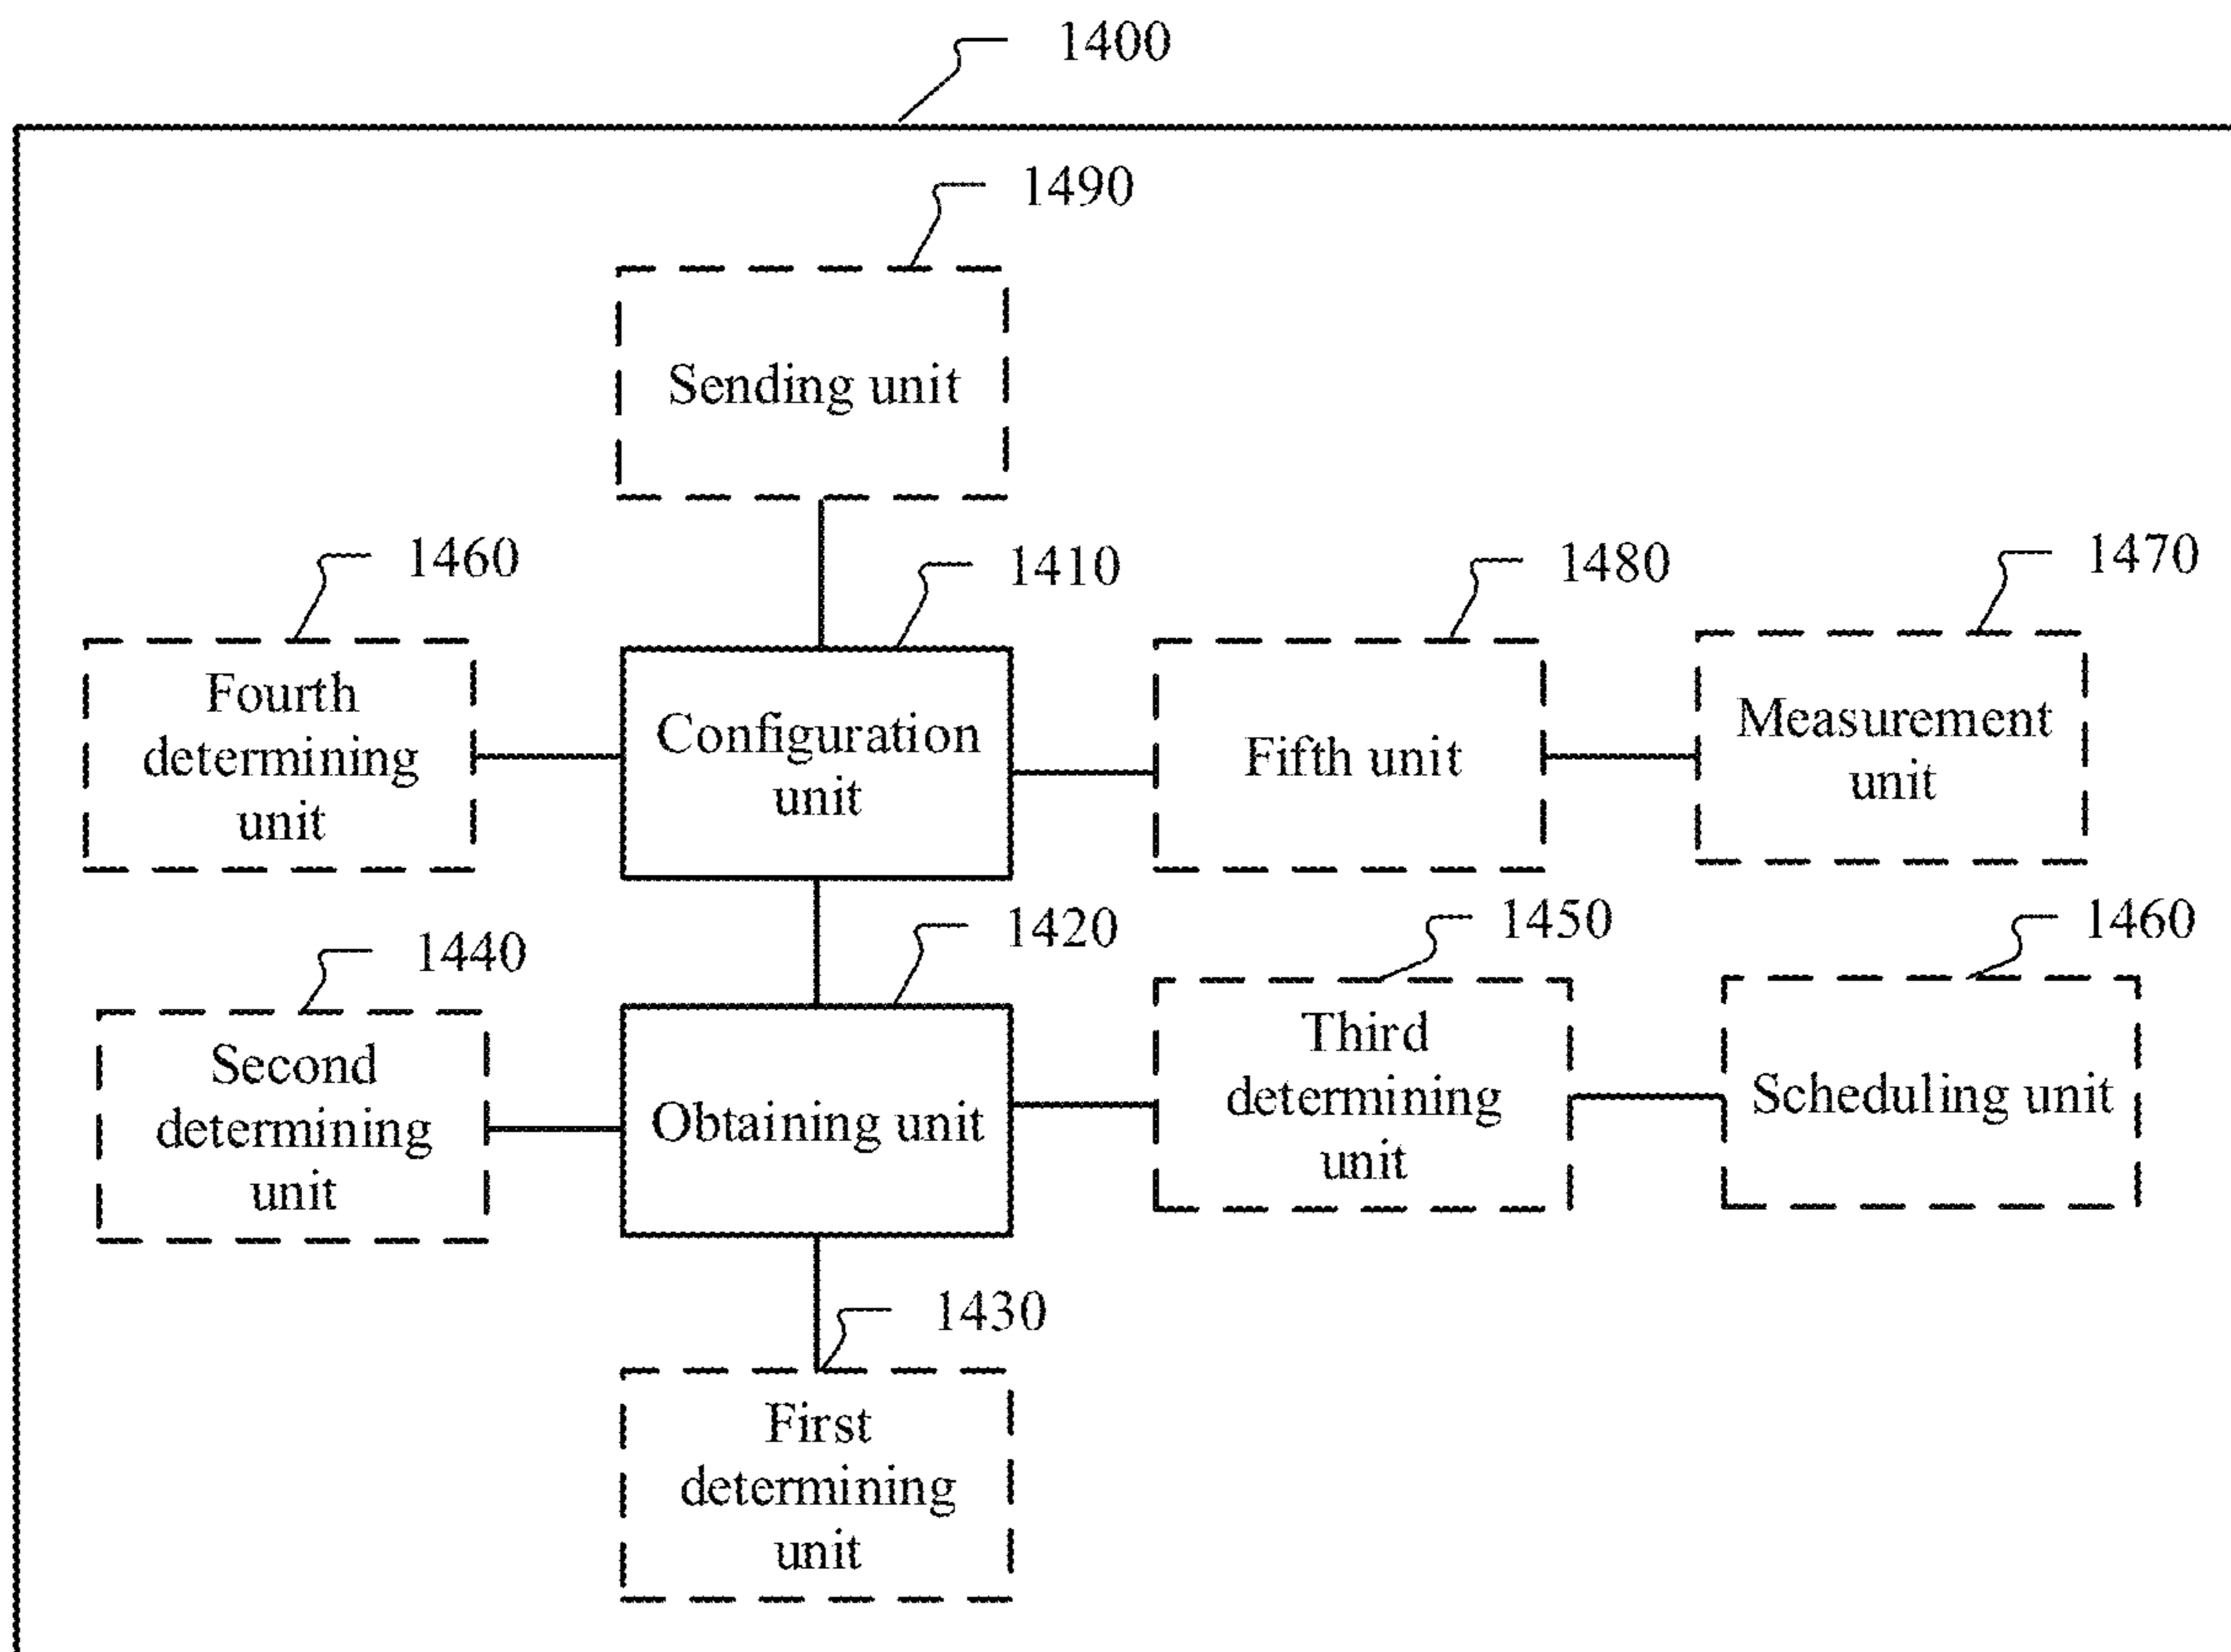 1400
1490
Sending unit
1460
1410
1480
1470
Fourth
determining
unit
Configuration
unit
Fifth unit
Measurement
unit
1440
1420
1450
1460
Second
determining
unit
Obtaining unit
Third
determining
unit
Scheduling unit
1430
First
determining
unit